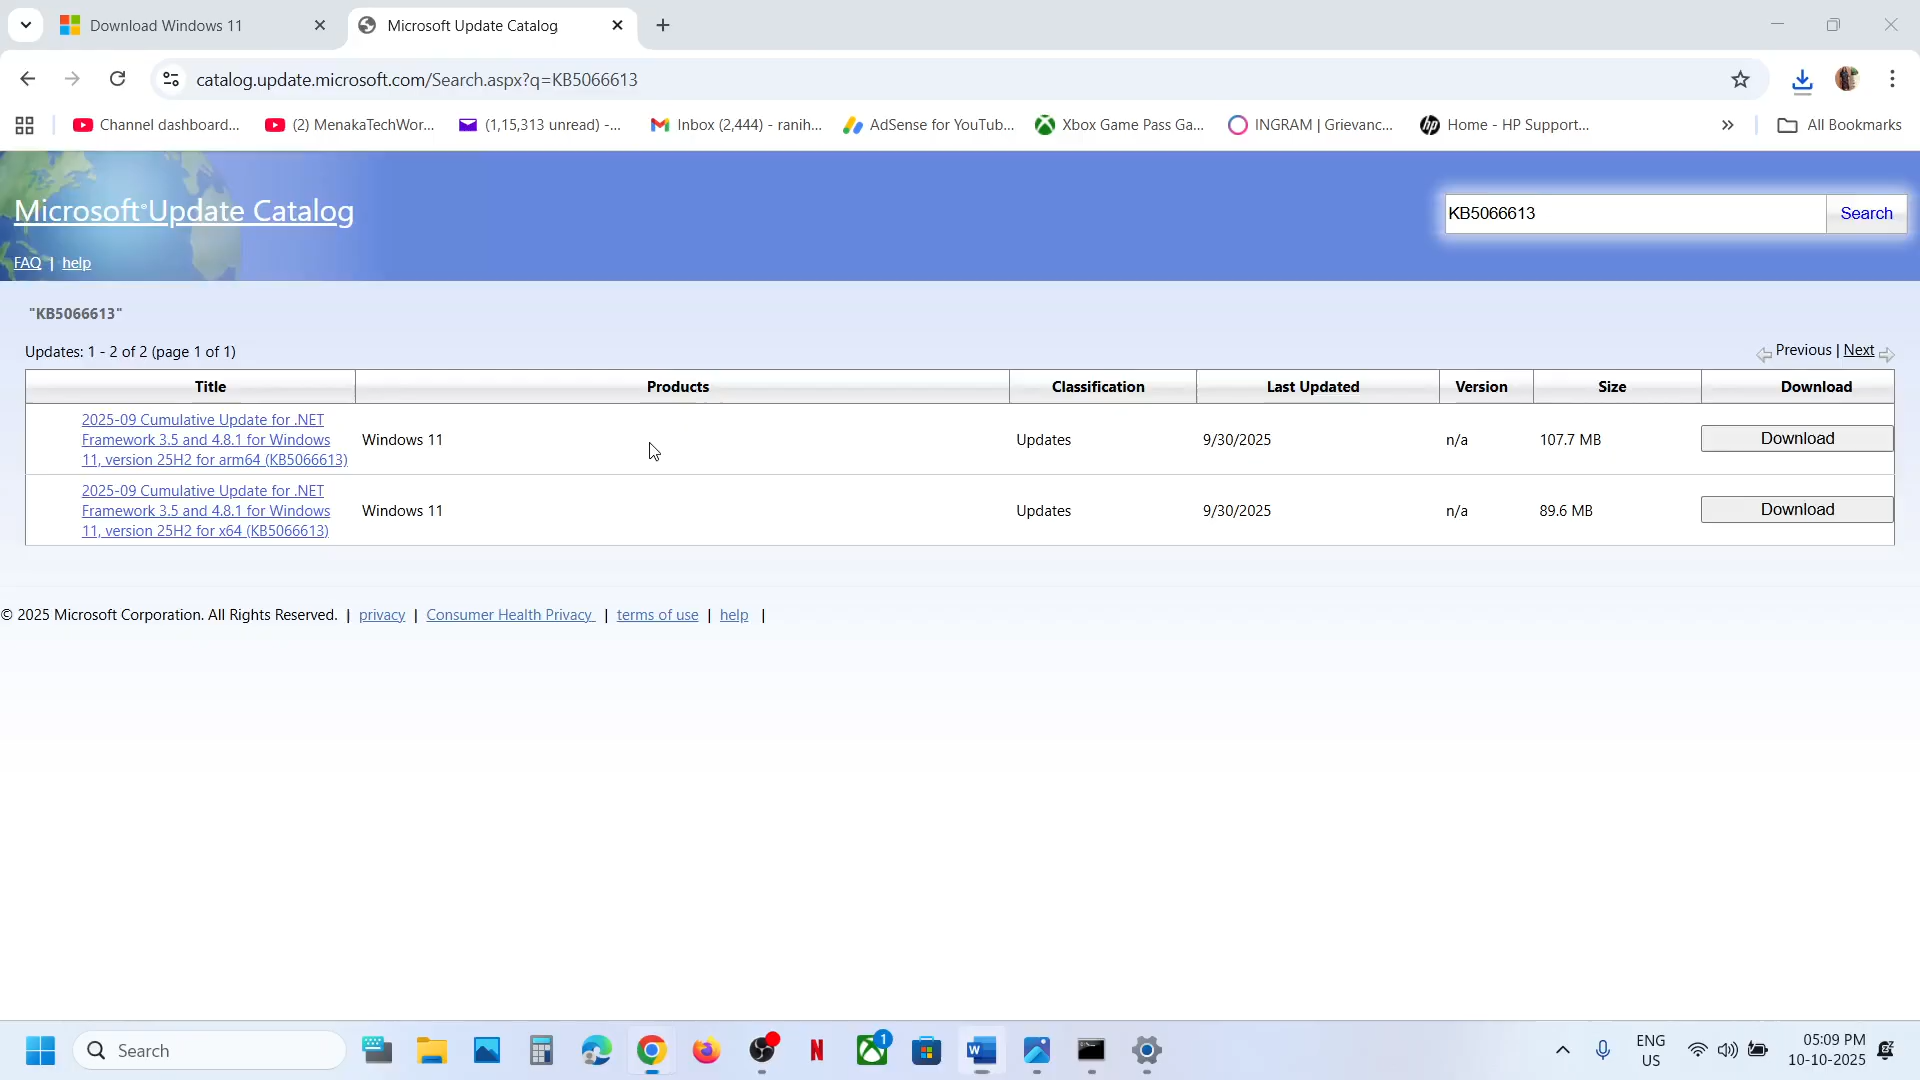 Download Windows 11
Microsoft Update Catalog
catalog.update.microsoft.com/Search.aspx?q=KB5066613
Channel dashboard...
(2) MenakaTechWor...
(1,15,313 unread) -...
Inbox (2,444) - ranih...
AdSense for YouTub...
Xbox Game Pass Ga...
INGRAM | Grievanc...
Home - HP Support...
All Bookmarks
Microsoft® Update Catalog
KB5066613
Search
FAQ | help
"KB5066613"
Updates: 1 - 2 of 2 (page 1 of 1)
Previous | Next
Title Products Classification Last Updated Version Size Download
2025-09 Cumulative Update for .NET
Framework 3.5 and 4.8.1 for Windows
11, version 25H2 for arm64 (KB5066613)
Windows 11 Updates 9/30/2025 n/a 107.7 MB Download
2025-09 Cumulative Update for .NET
Framework 3.5 and 4.8.1 for Windows
11, version 25H2 for x64 (KB5066613)
Windows 11 Updates 9/30/2025 n/a 89.6 MB Download
© 2025 Microsoft Corporation. All Rights Reserved. | privacy | Consumer Health Privacy | terms of use | help |
Search
1
ENG
US
05:09 PM
10-10-2025